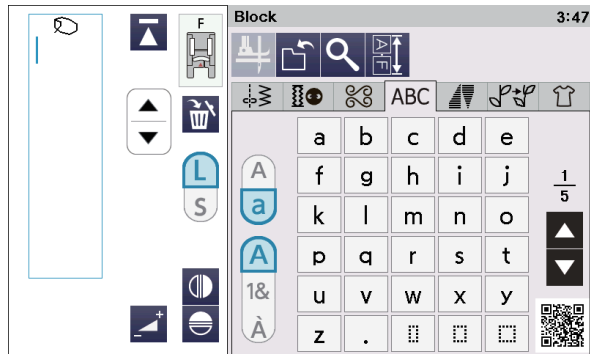 Block 3:47
F
ABC
a b c d e
A f g h i j 1/5
L a
S k l m n o
A p q r s t
1& u v w x y
À z .